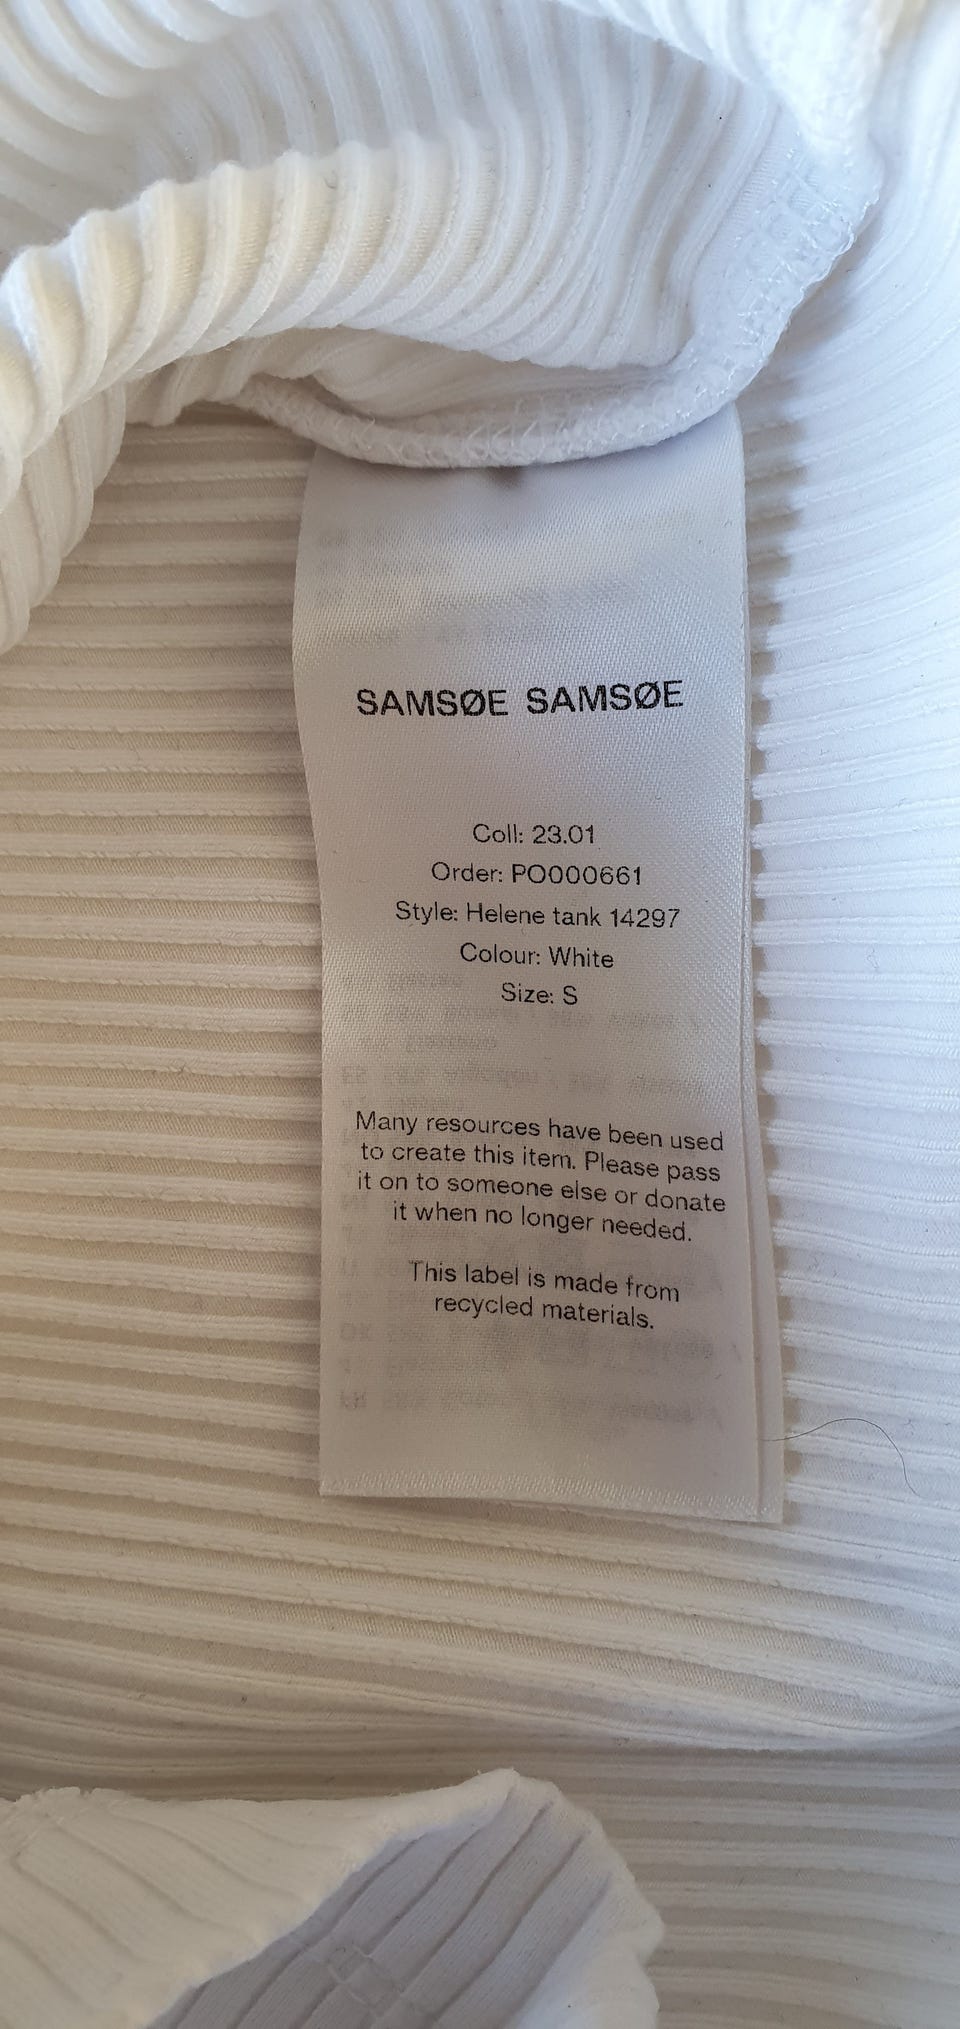 SAMSØE SAMSØE
Coll: 23.01
Order: PO000661
Style: Helene tank 14297
Colour: White
Size: S
Many resources have been used
to create this item. Please pass
it on to someone else or donate
it when no longer needed.
This label is made from
recycled materials.